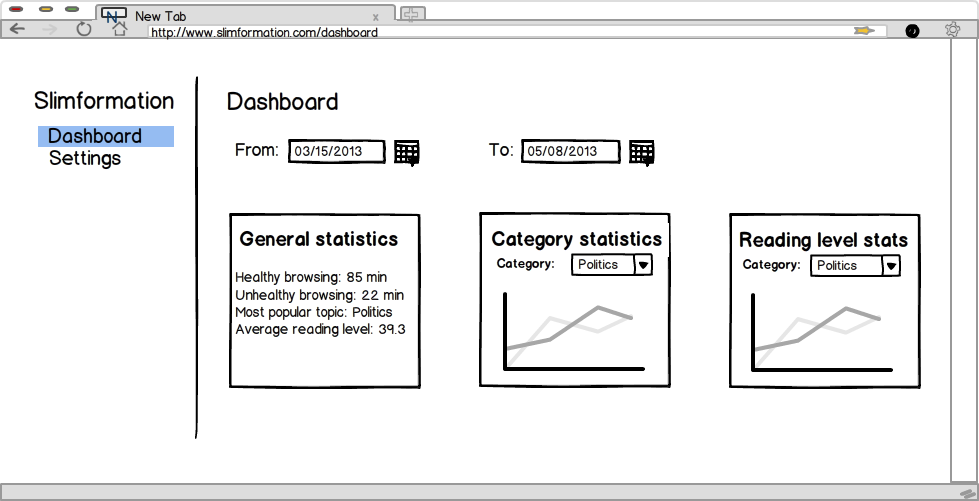 New Tab
x
http://www.slimformation.com/dashboard
Slimformation
Dashboard
Settings
Dashboard
From: 03/15/2013
To: 05/08/2013
General statistics
Healthy browsing: 85 min
Unhealthy browsing: 22 min
Most popular topic: Politics
Average reading level: 39.3
Category statistics
Category: Politics
Reading level stats
Category: Politics